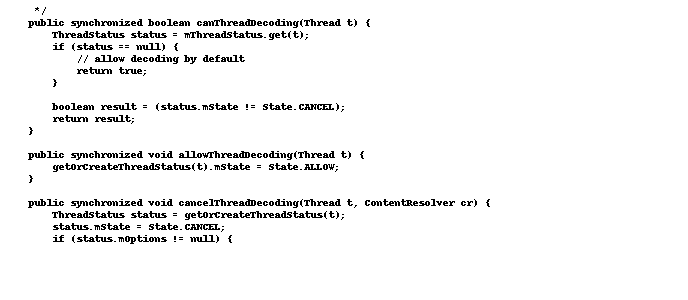 */
public synchronized boolean canThreadDecoding(Thread t) {
ThreadStatus status = mThreadStatus.get(t);
if (status == null) {
// allow decoding by default
return true;
}
boolean result = (status.mState != State.CANCEL);
return result;
}
public synchronized void allowThreadDecoding(Thread t) {
getOrCreateThreadStatus(t).mState = State.ALLOW;
}
public synchronized void cancelThreadDecoding(Thread t, ContentResolver cr) {
ThreadStatus status = getOrCreateThreadStatus(t);
status.mState = State.CANCEL;
if (status.mOptions != null) {